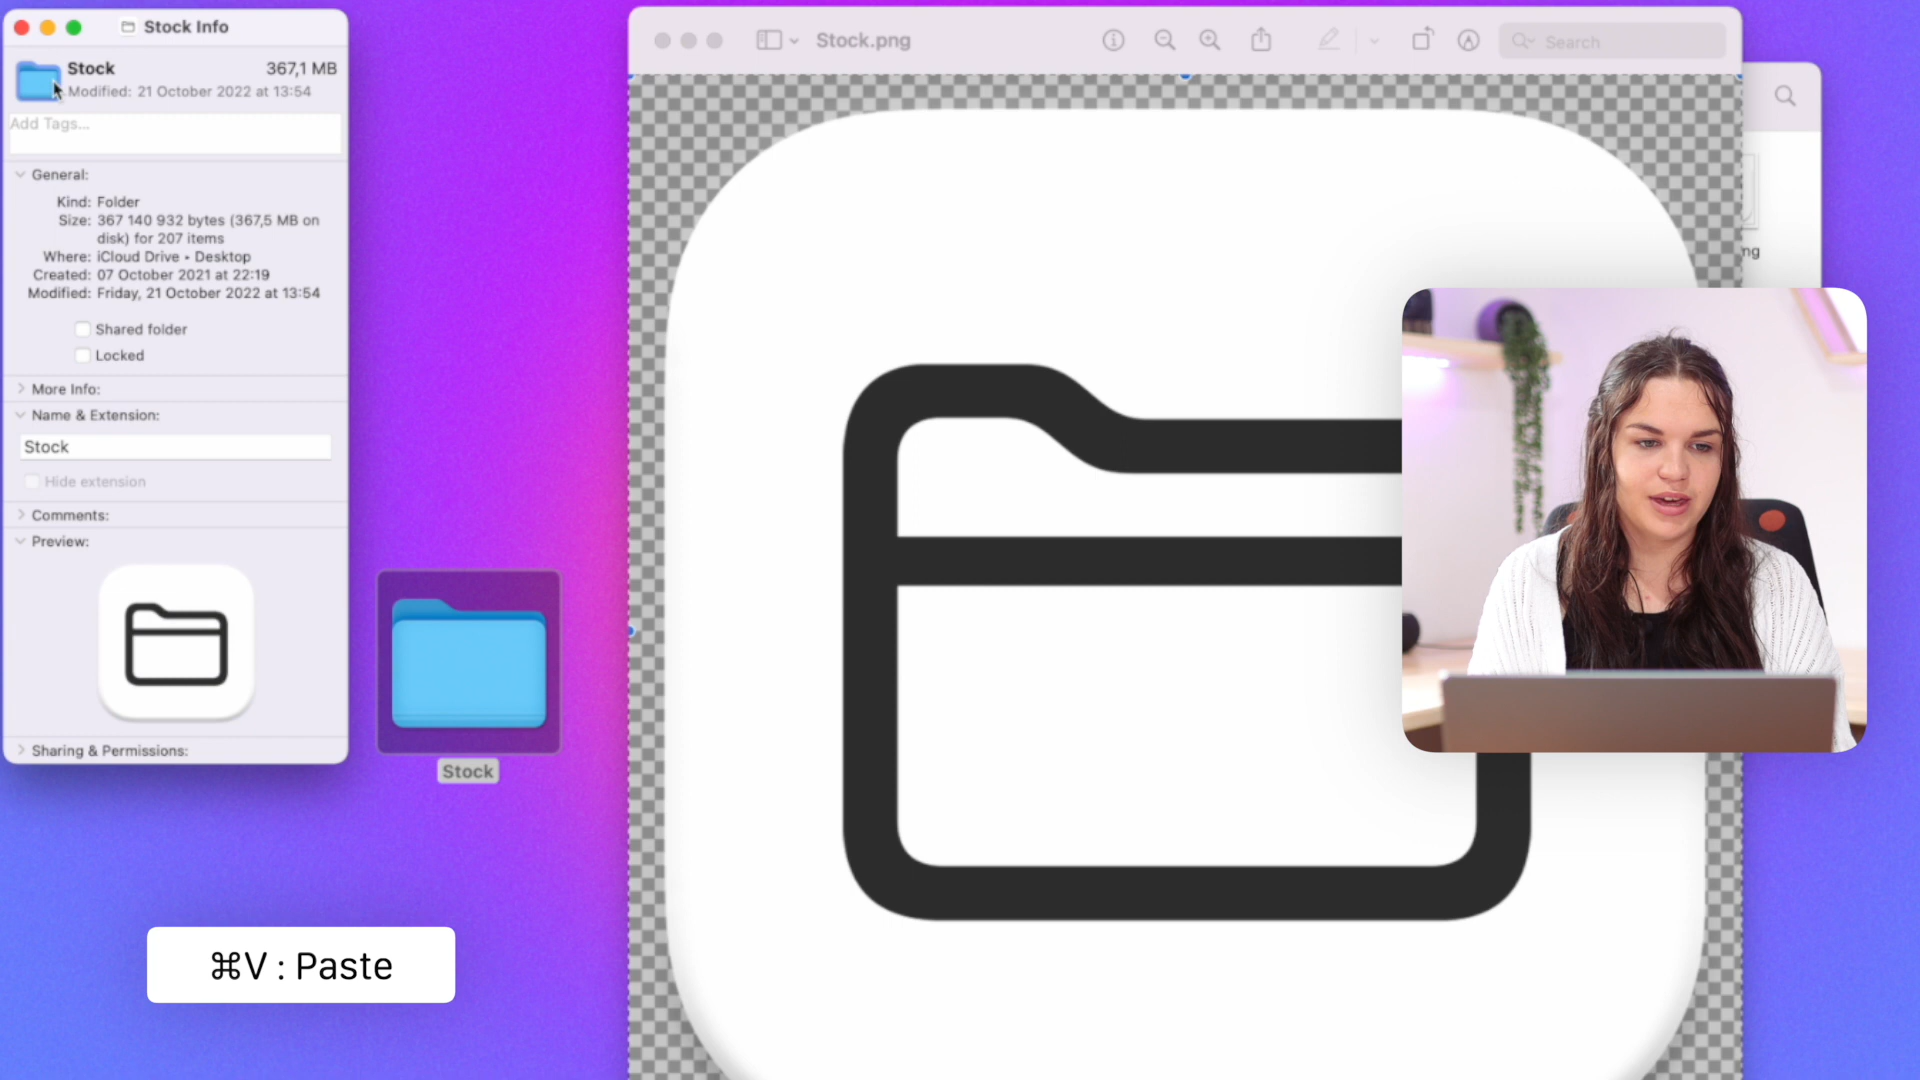 Stock Info
Stock 367,1 MB
Modified: 21 October 2022 at 13:54
Add Tags...
General:
Kind: Folder
Size: 367 140 932 bytes (367,5 MB on
disk) for 207 items
Where: iCloud Drive • Desktop
Created: 07 October 2021 at 22:19
Modified: Friday, 21 October 2022 at 13:54
Shared folder
Locked
More Info:
Name & Extension:
Stock
Hide extension
Comments:
Preview:
Sharing & Permissions:
Stock
⌘V : Paste
Stock.png
Search
ng